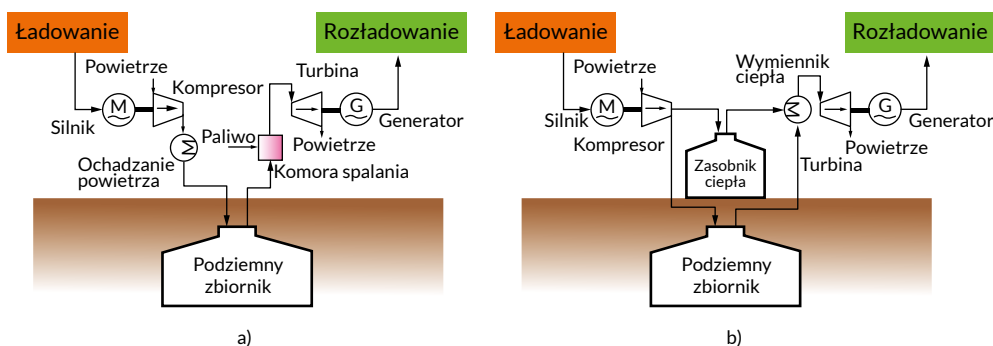 Ładowanie
Rozładowanie
Powietrze
Turbina
Kompresor
M
G
Silnik
Paliwo
Generator
Powietrze
Ochadzanie
powietrza
Komora spalania
Podziemny
zbiornik
a)
Ładowanie
Rozładowanie
Wymiennik
ciepła
Powietrze
M
G
Silnik
Generator
Kompresor
Powietrze
Zasobnik
ciepła
Turbina
Podziemny
zbiornik
b)